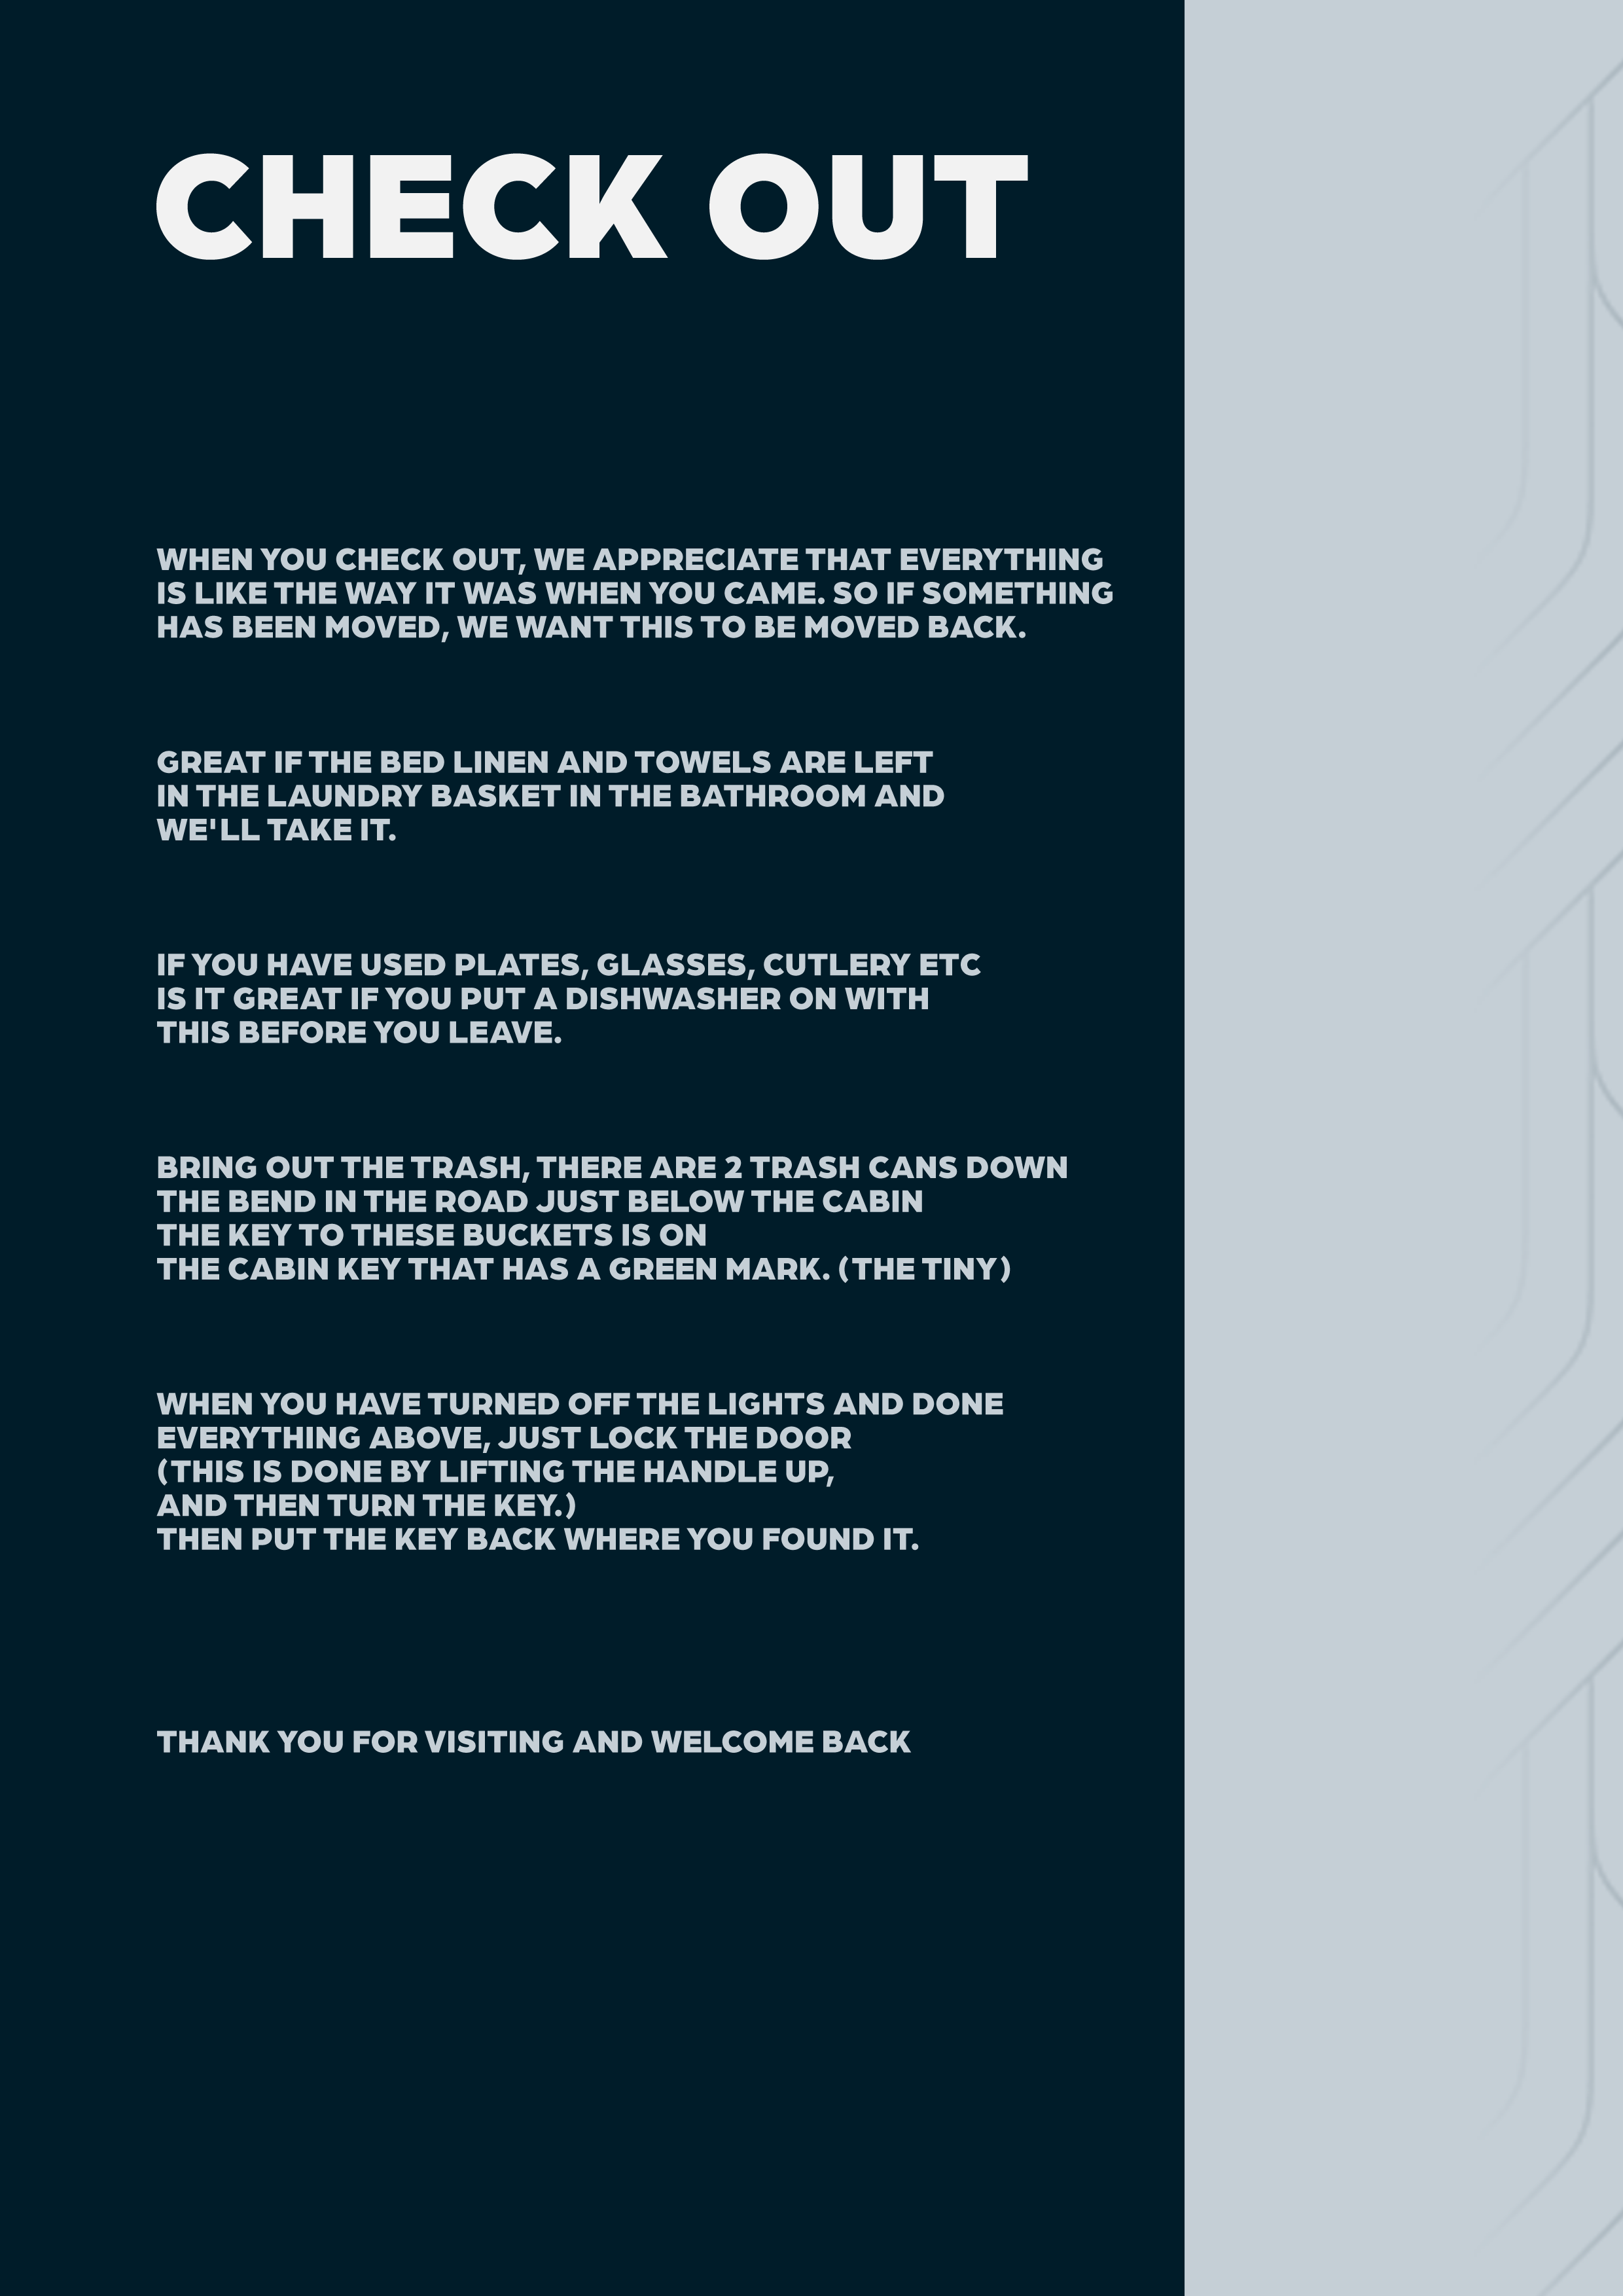 CHECK OUT
WHEN YOU CHECK OUT, WE APPRECIATE THAT EVERYTHING
IS LIKE THE WAY IT WAS WHEN YOU CAME. SO IF SOMETHING
HAS BEEN MOVED, WE WANT THIS TO BE MOVED BACK.
GREAT IF THE BED LINEN AND TOWELS ARE LEFT
IN THE LAUNDRY BASKET IN THE BATHROOM AND
WE'LL TAKE IT.
IF YOU HAVE USED PLATES, GLASSES, CUTLERY ETC
IS IT GREAT IF YOU PUT A DISHWASHER ON WITH
THIS BEFORE YOU LEAVE.
BRING OUT THE TRASH, THERE ARE 2 TRASH CANS DOWN
THE BEND IN THE ROAD JUST BELOW THE CABIN
THE KEY TO THESE BUCKETS IS ON
THE CABIN KEY THAT HAS A GREEN MARK. (THE TINY)
WHEN YOU HAVE TURNED OFF THE LIGHTS AND DONE
EVERYTHING ABOVE, JUST LOCK THE DOOR
(THIS IS DONE BY LIFTING THE HANDLE UP,
AND THEN TURN THE KEY.)
THEN PUT THE KEY BACK WHERE YOU FOUND IT.
THANK YOU FOR VISITING AND WELCOME BACK